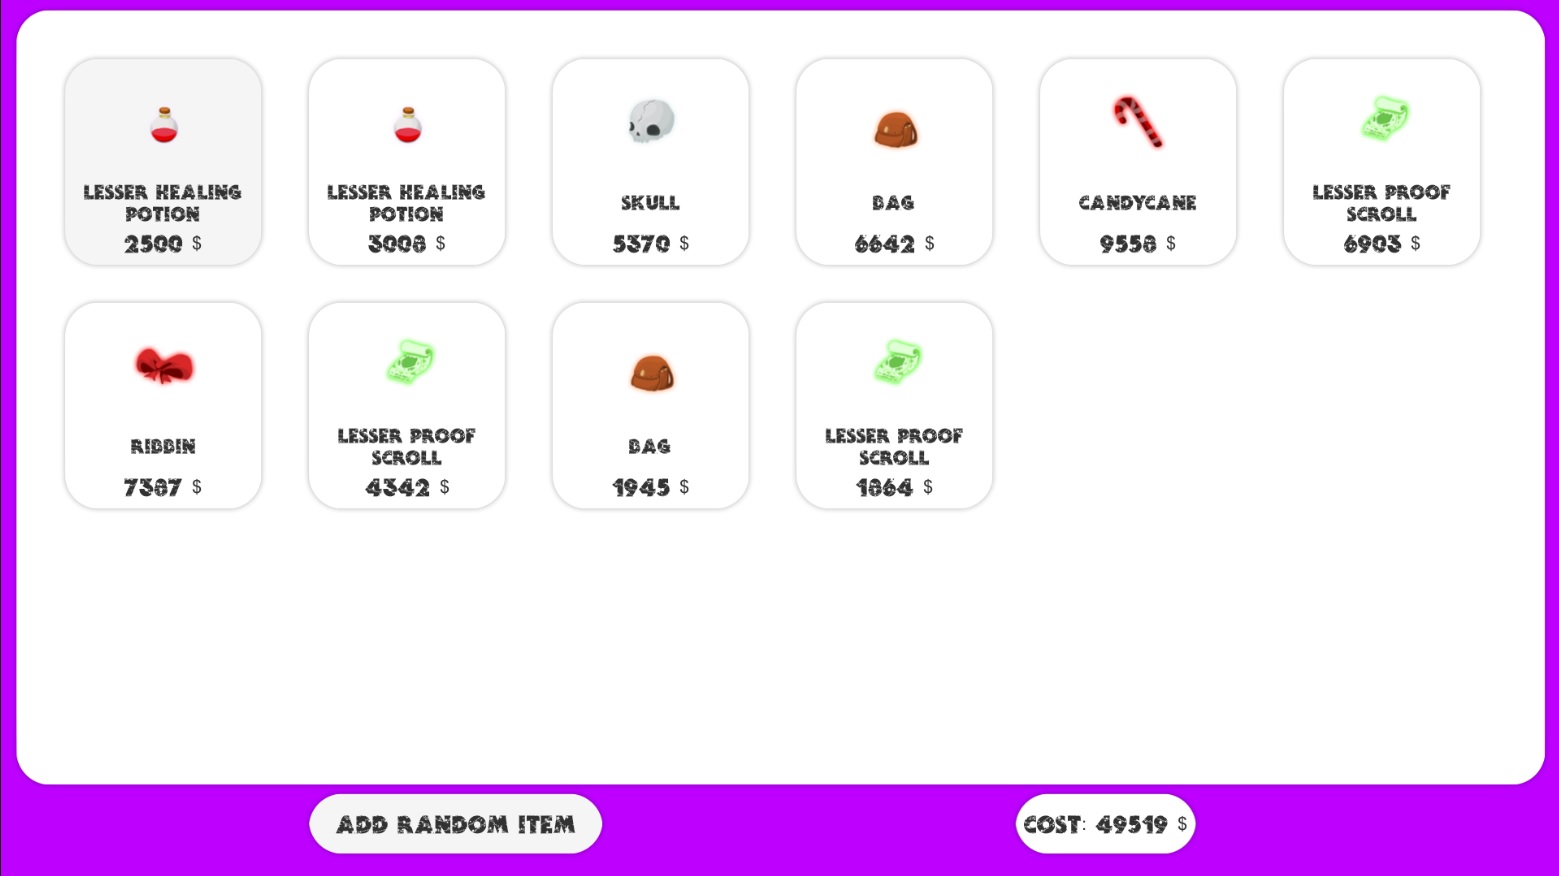 LESSER HEALING
POTION
2500 $
LESSER HEALING
POTION
3008 $
SKULL
5370 $
BAG
6642 $
CANDYCANE
9558 $
LESSER PROOF
SCROLL
6903 $
RIBBIN
7387 $
LESSER PROOF
SCROLL
4342 $
BAG
1945 $
LESSER PROOF
SCROLL
1864 $
ADD RANDOM ITEM
COST: 49519 $